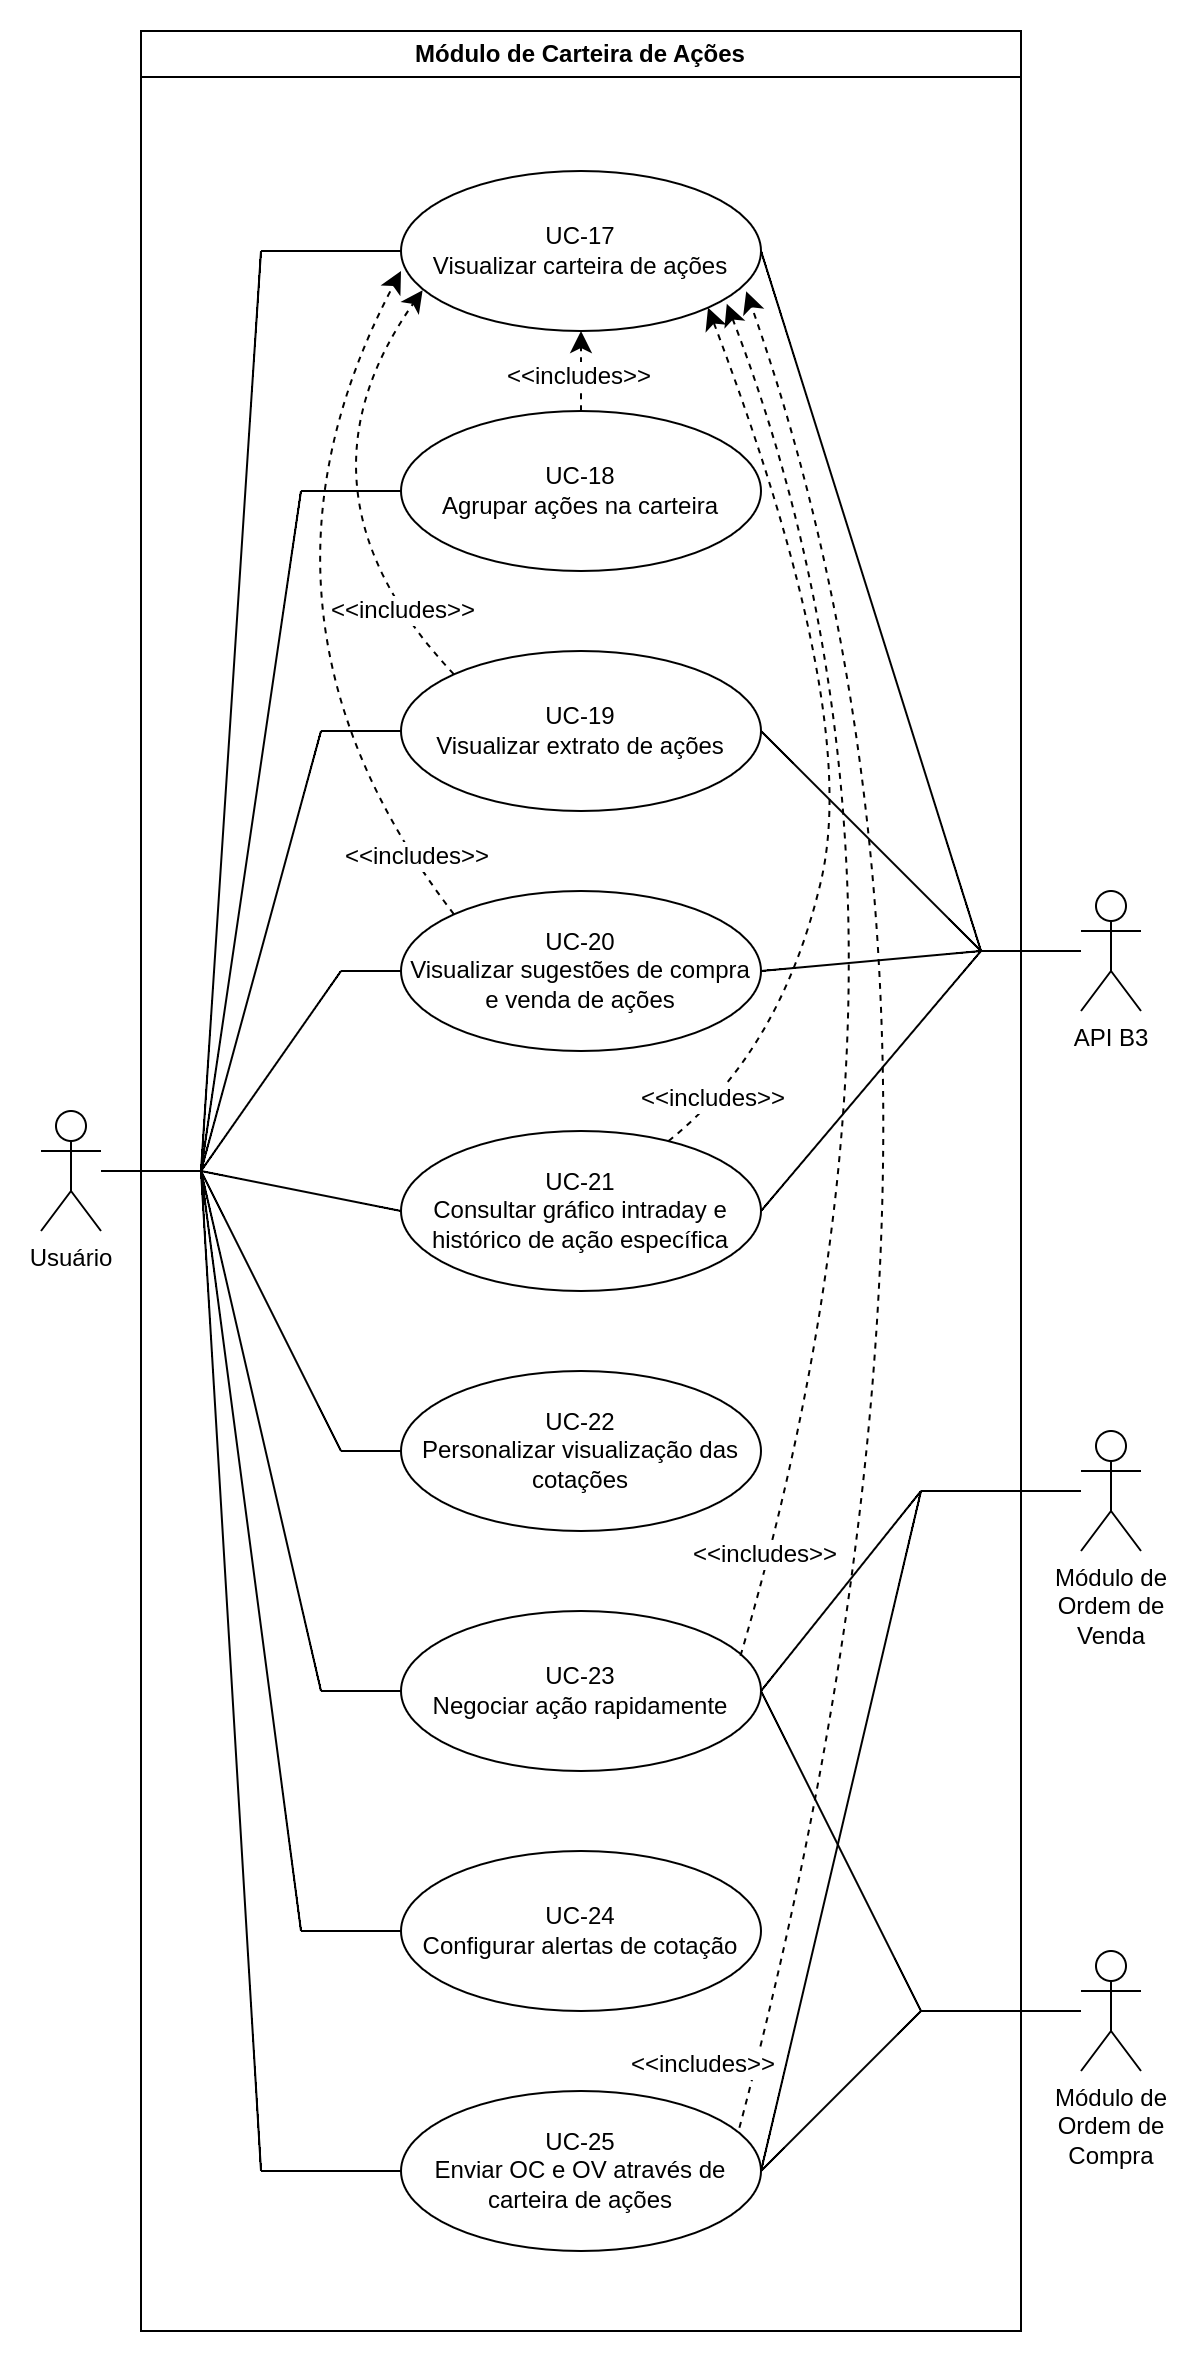 Módulo de Carteira de Ações
UC-17
Visualizar carteira de ações
<<includes>>
UC-18
Agrupar ações na carteira
<<includes>>
UC-19
Visualizar extrato de ações
<<includes>>
UC-20
Visualizar sugestões de compra
e venda de ações
API B3
<<includes>>
UC-21
Consultar gráfico intraday e
histórico de ação específica
Usuário
UC-22
Personalizar visualização das
cotações
<<includes>>
Módulo de
Ordem de
Venda
UC-23
Negociar ação rapidamente
UC-24
Configurar alertas de cotação
<<includes>>
Módulo de
Ordem de
Compra
UC-25
Enviar OC e OV através de
carteira de ações